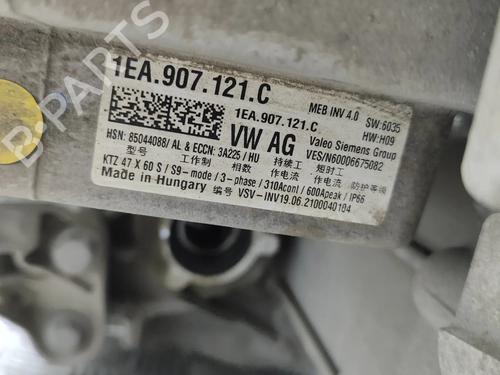 1EA.907.121.C
1EA.907.121.C
MEB INV 4.0 SW:6035
HW:H09
VW AG
Valeo Siemens Group
VES/N60006675082
HSN: 85044088/ AL & ECCN: 3A225 / HU
型号 工作制 相数 持续工作电流 短时工作电流 防护等级
KTZ 47 X 60 S / S9-mode / 3-phase / 310Acont / 600Apeak / IP66
Made in Hungary 编号 VSV-INV19.06.2100040104